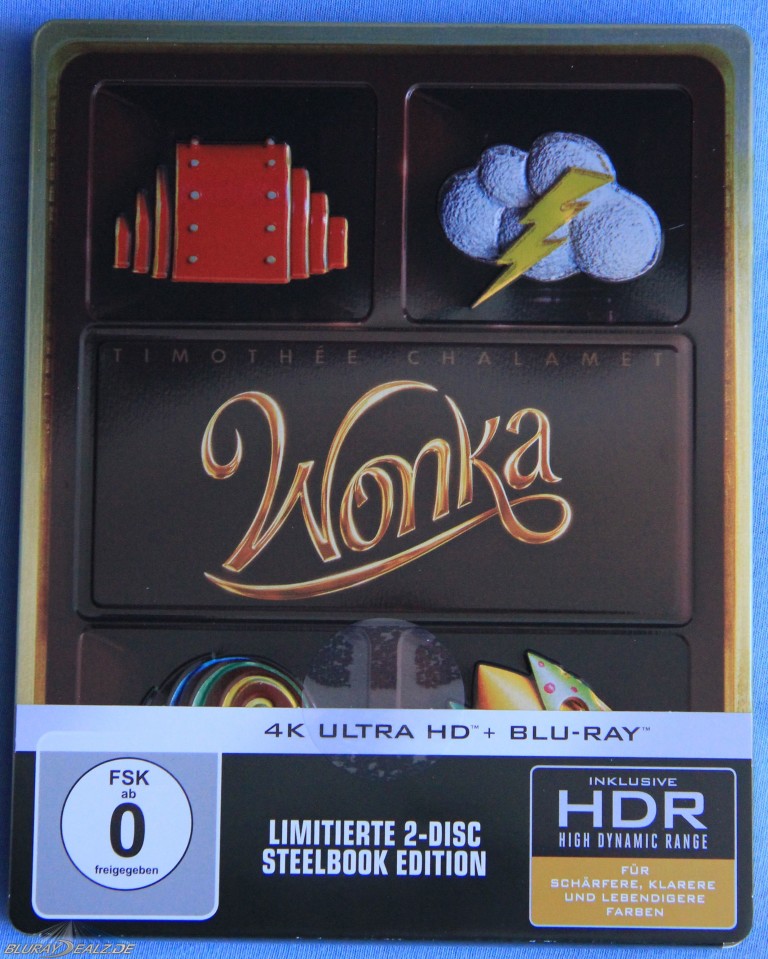 TIMOTHÉE CHALAMET
Wonka
4K ULTRA HD™ + BLU-RAY™
FSK
ab
0
freigegeben
LIMITIERTE 2-DISC
STEELBOOK EDITION
INKLUSIVE
HDR
HIGH DYNAMIC RANGE
FÜR
SCHÄRFERE, KLARERE
UND LEBENDIGERE
FARBEN
BLURAYDEALZ.DE